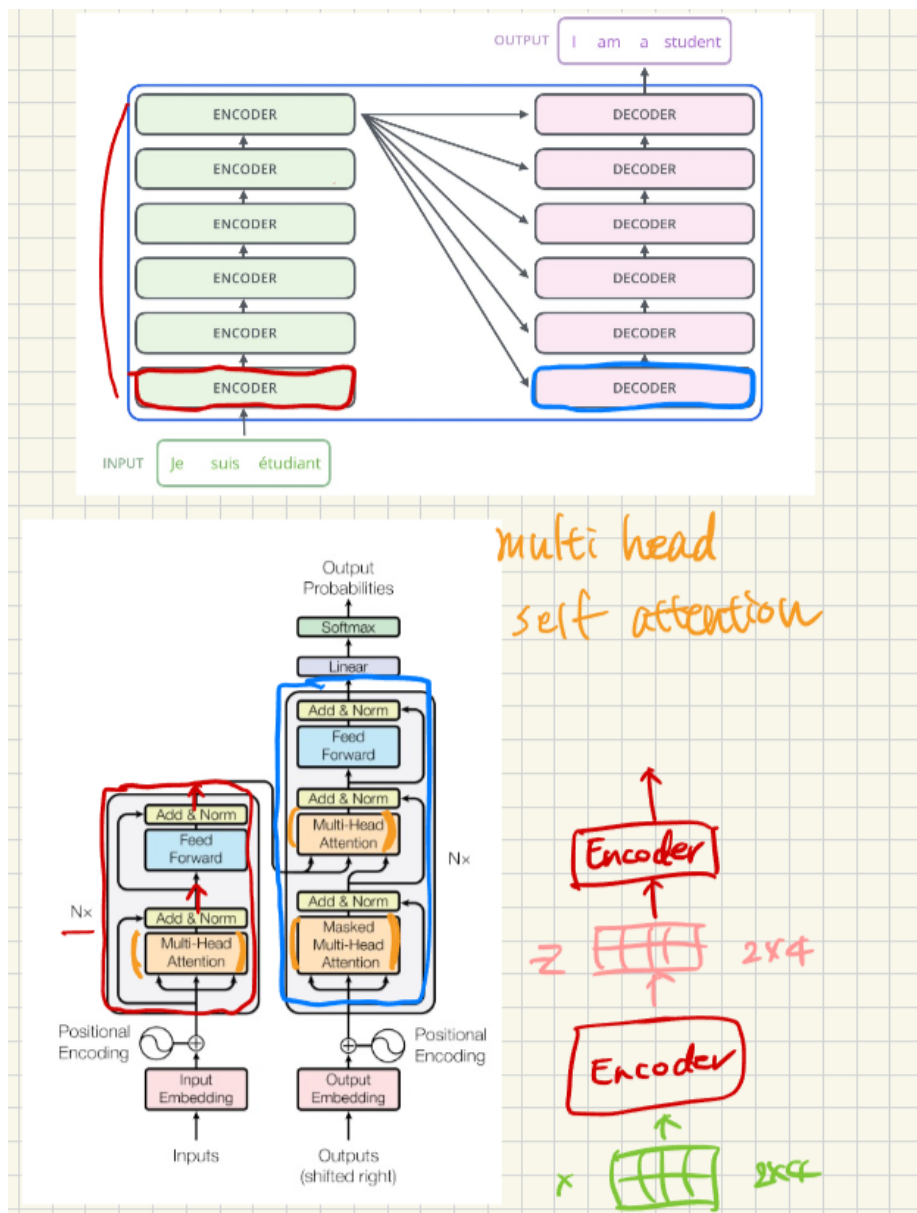 OUTPUT I am a student
ENCODER DECODER
ENCODER DECODER
ENCODER DECODER
ENCODER DECODER
ENCODER DECODER
ENCODER DECODER
INPUT Je suis étudiant
multi head
self attention
Output
Probabilities
Softmax
Linear
Add & Norm
Feed
Forward
Add & Norm
Multi-Head
Attention
Nx
Add & Norm
Masked
Multi-Head
Attention
Add & Norm
Feed
Forward
Nx
Add & Norm
Multi-Head
Attention
Positional
Encoding
Positional
Encoding
Input
Embedding
Output
Embedding
Inputs
Outputs
(shifted right)
Encoder
Z 2x4
Encoder
x 2x4